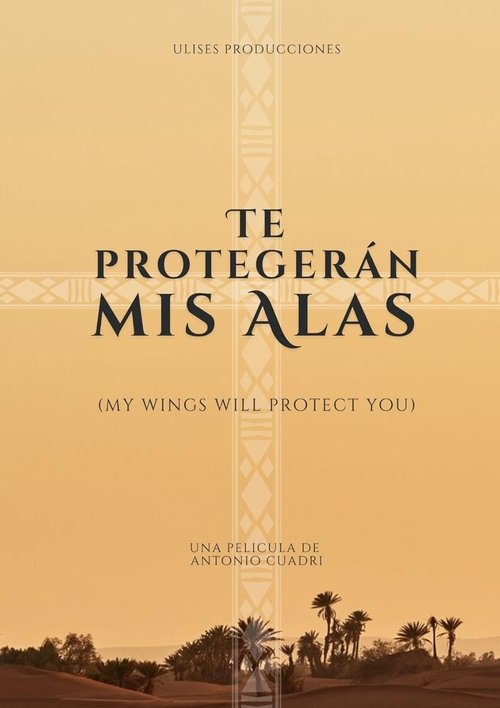 ULISES PRODUCCIONES
TE
PROTEGERÁN
MIS ALAS
(MY WINGS WILL PROTECT YOU)
UNA PELICULA DE
ANTONIO CUADRI